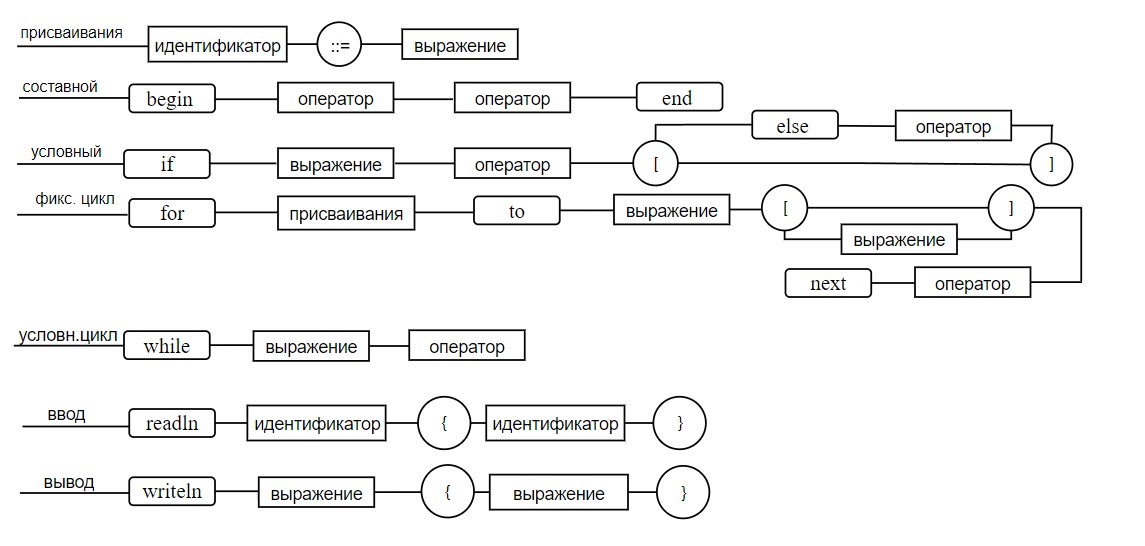 присваивания идентификатор ::= выражение
составной begin оператор оператор end
else оператор
условный if выражение оператор [ ]
фикс. цикл for присваивания to выражение [ ]
выражение
next оператор
условн.цикл while выражение оператор
ввод readln идентификатор { идентификатор }
вывод writeln выражение { выражение }